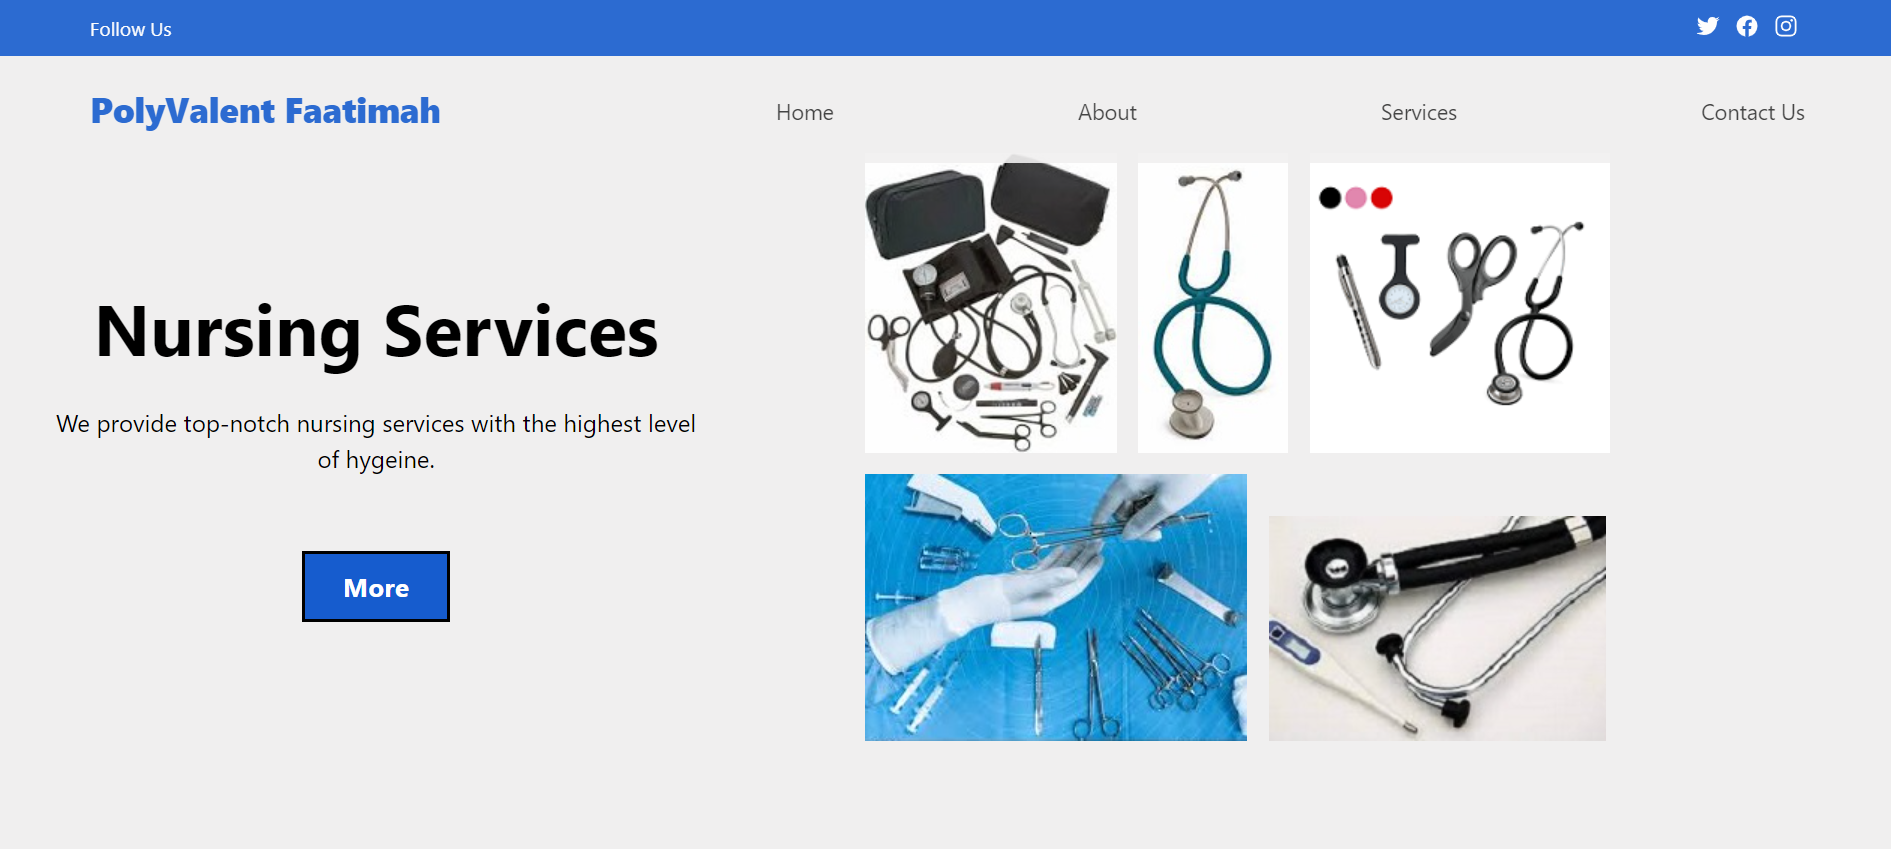 Follow Us
PolyValent Faatimah
Home
About
Services
Contact Us
Nursing Services
We provide top-notch nursing services with the highest level
of hygeine.
More